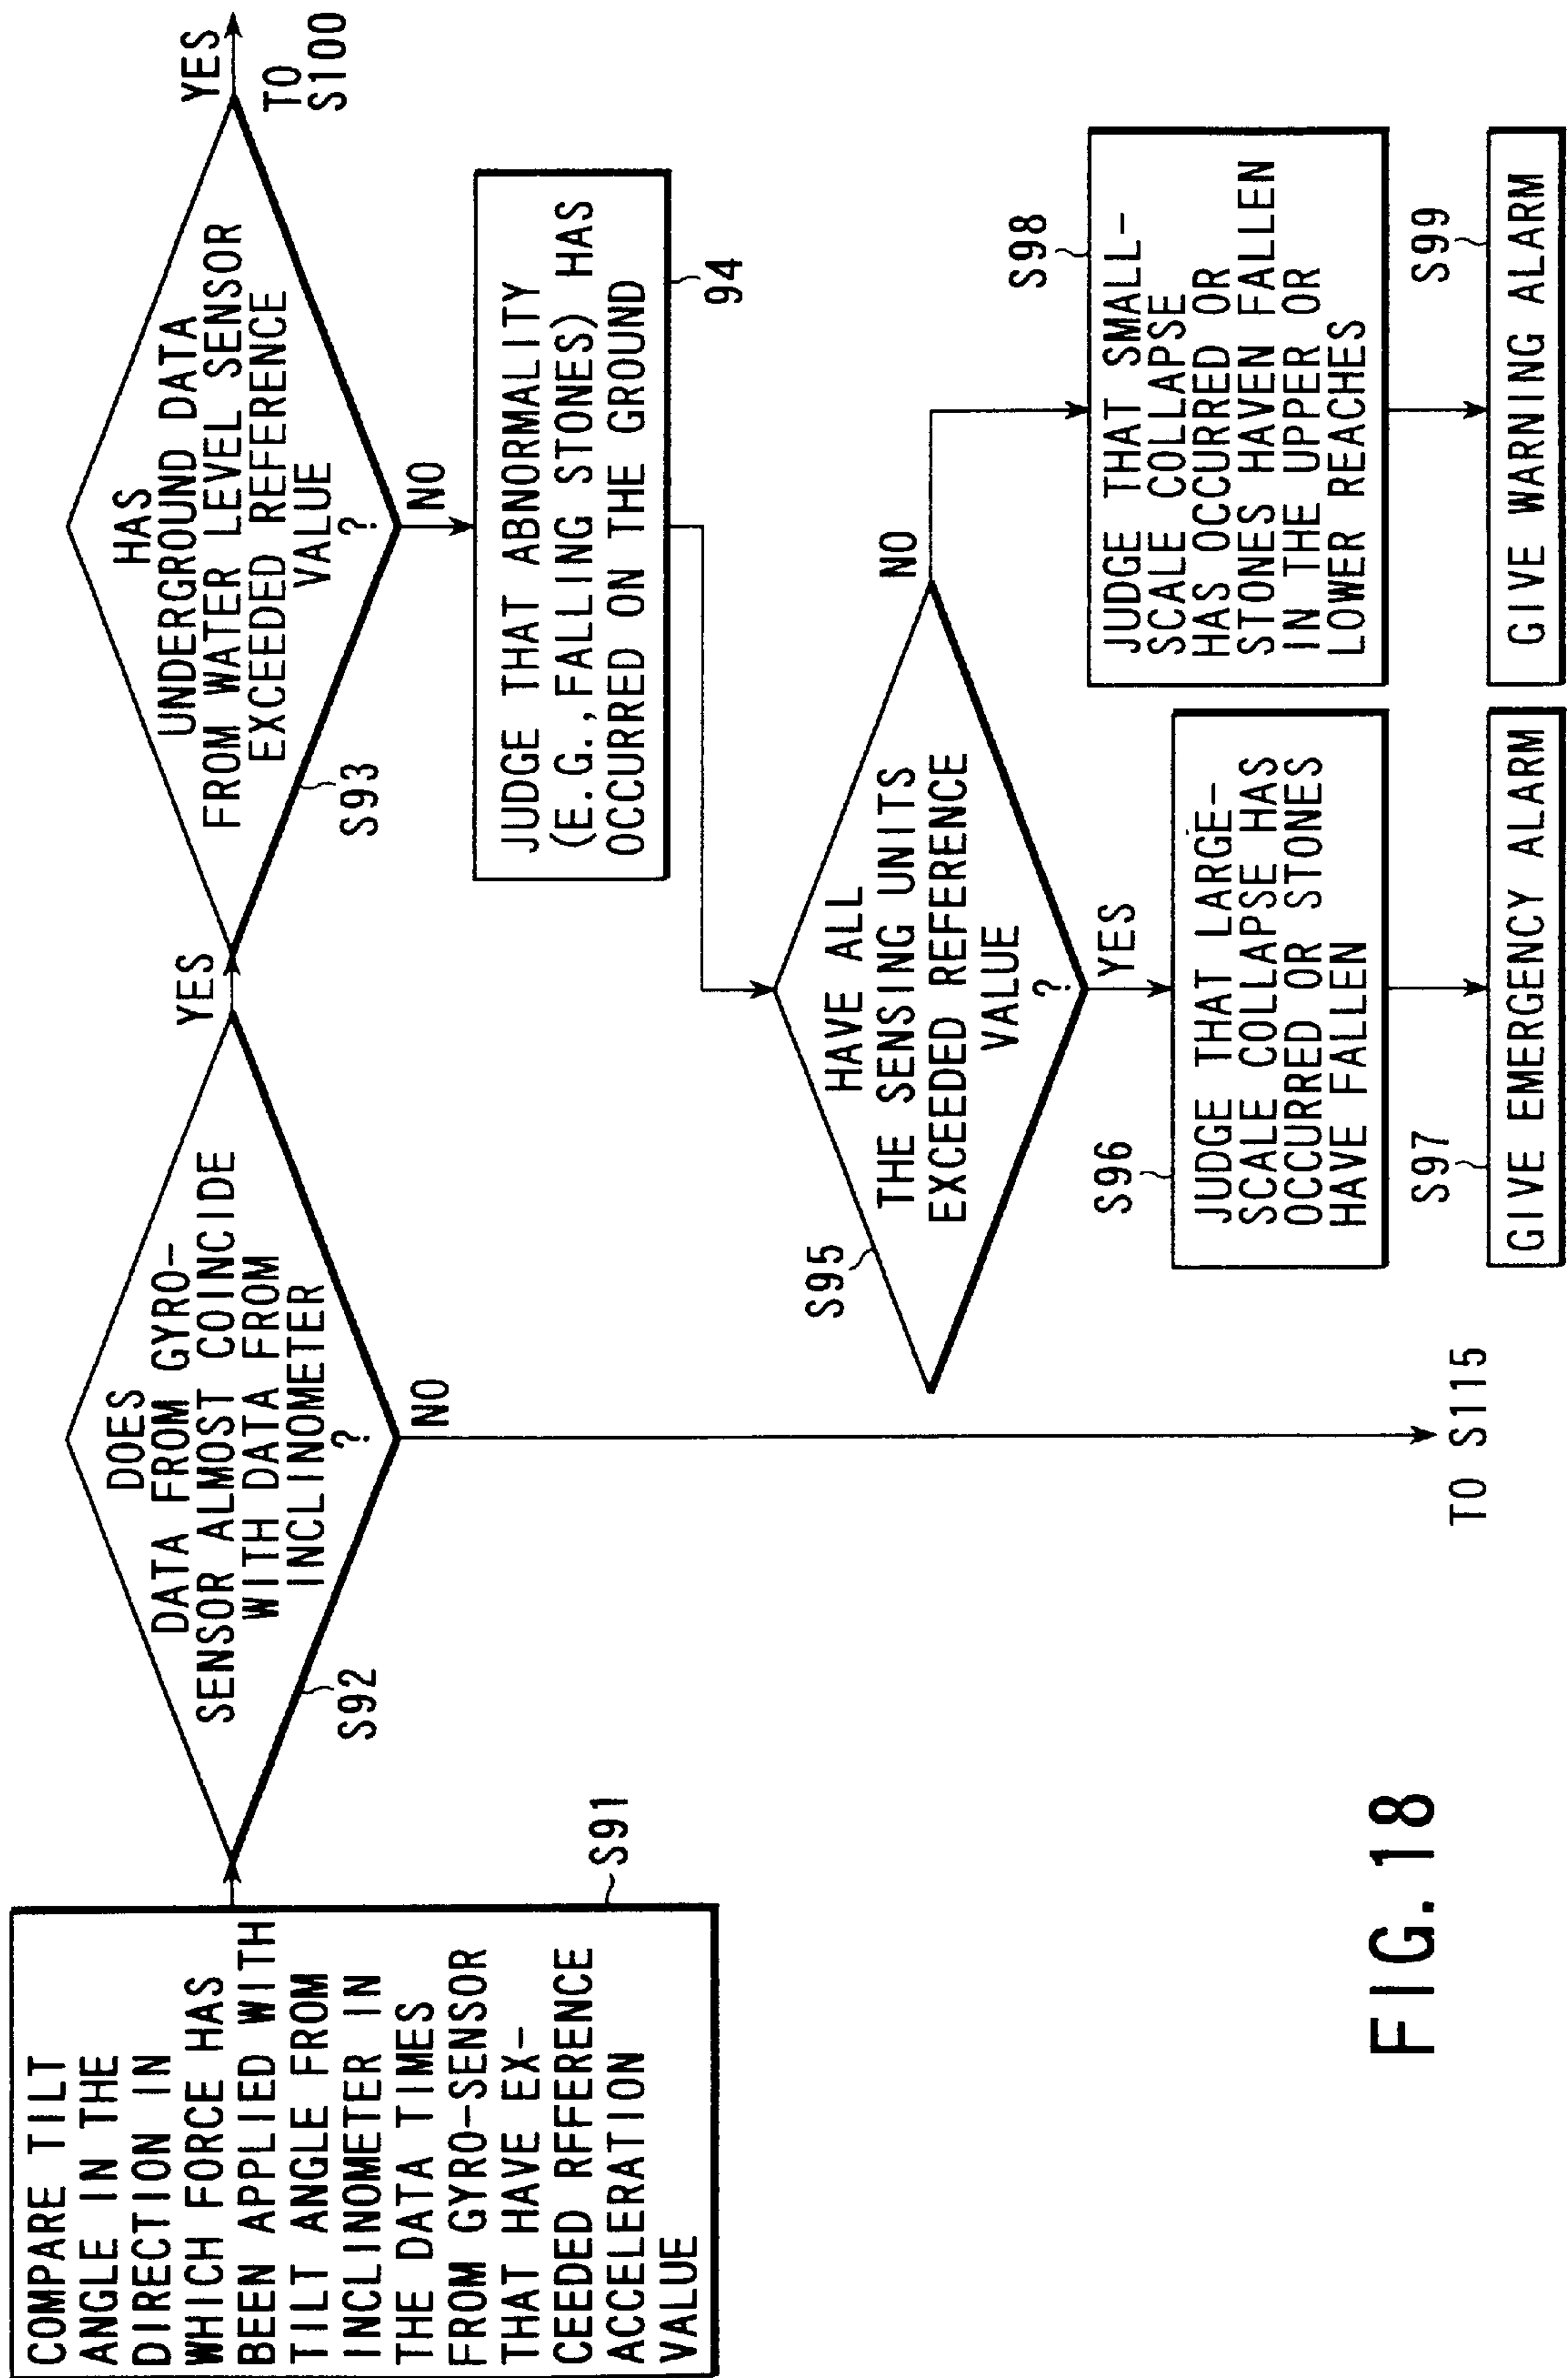 COMPARE TILT
ANGLE IN THE
DIRECTION IN
WHICH FORCE HAS
BEEN APPLIED WITH
TILT ANGLE FROM
INCLINOMETER IN
THE DATA TIMES
FROM GYRO-SENSOR
THAT HAVE EX-
CEEDED RFFERENCE
ACCELERATION
VALUE
S91
DOES
DATA FROM GYRO-
SENSOR ALMOST COINCIDE
WITH DATA FROM
INCLINOMETER
?
S92
YES
NO
TO S115
HAS
UNDERGROUND DATA
FROM WATER LEVEL SENSOR
EXCEEDED REFERENCE
VALUE
?
S93
YES
TO
S100
NO
JUDGE THAT ABNORMALITY
(E.G.,FALLING STONES) HAS
OCCURRED ON THE GROUND
94
HAVE ALL
THE SENSING UNITS
EXCEEDED REFERENCE
VALUE
?
S95
YES
NO
S96
JUDGE THAT LARGE-
SCALE COLLAPSE HAS
OCCURRED OR STONES
HAVE FALLEN
S97
GIVE EMERGENCY ALARM
S98
JUDGE THAT SMALL-
SCALE COLLAPSE
HAS OCCURRED OR
STONES HAVEN FALLEN
IN THE UPPER OR
LOWER REACHES
S99
GIVE WARNING ALARM
FIG. 18